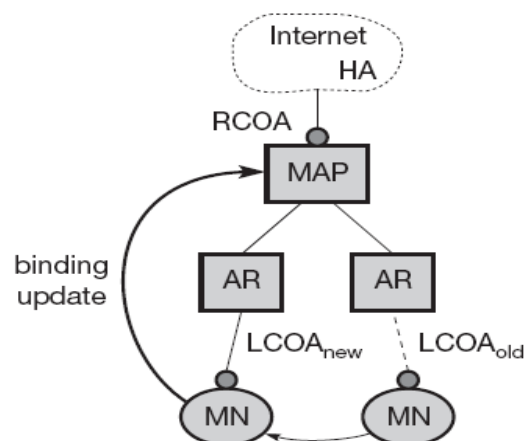 Internet
HA
RCOA
MAP
AR AR
binding
update
LCOAnew LCOAold
MN MN